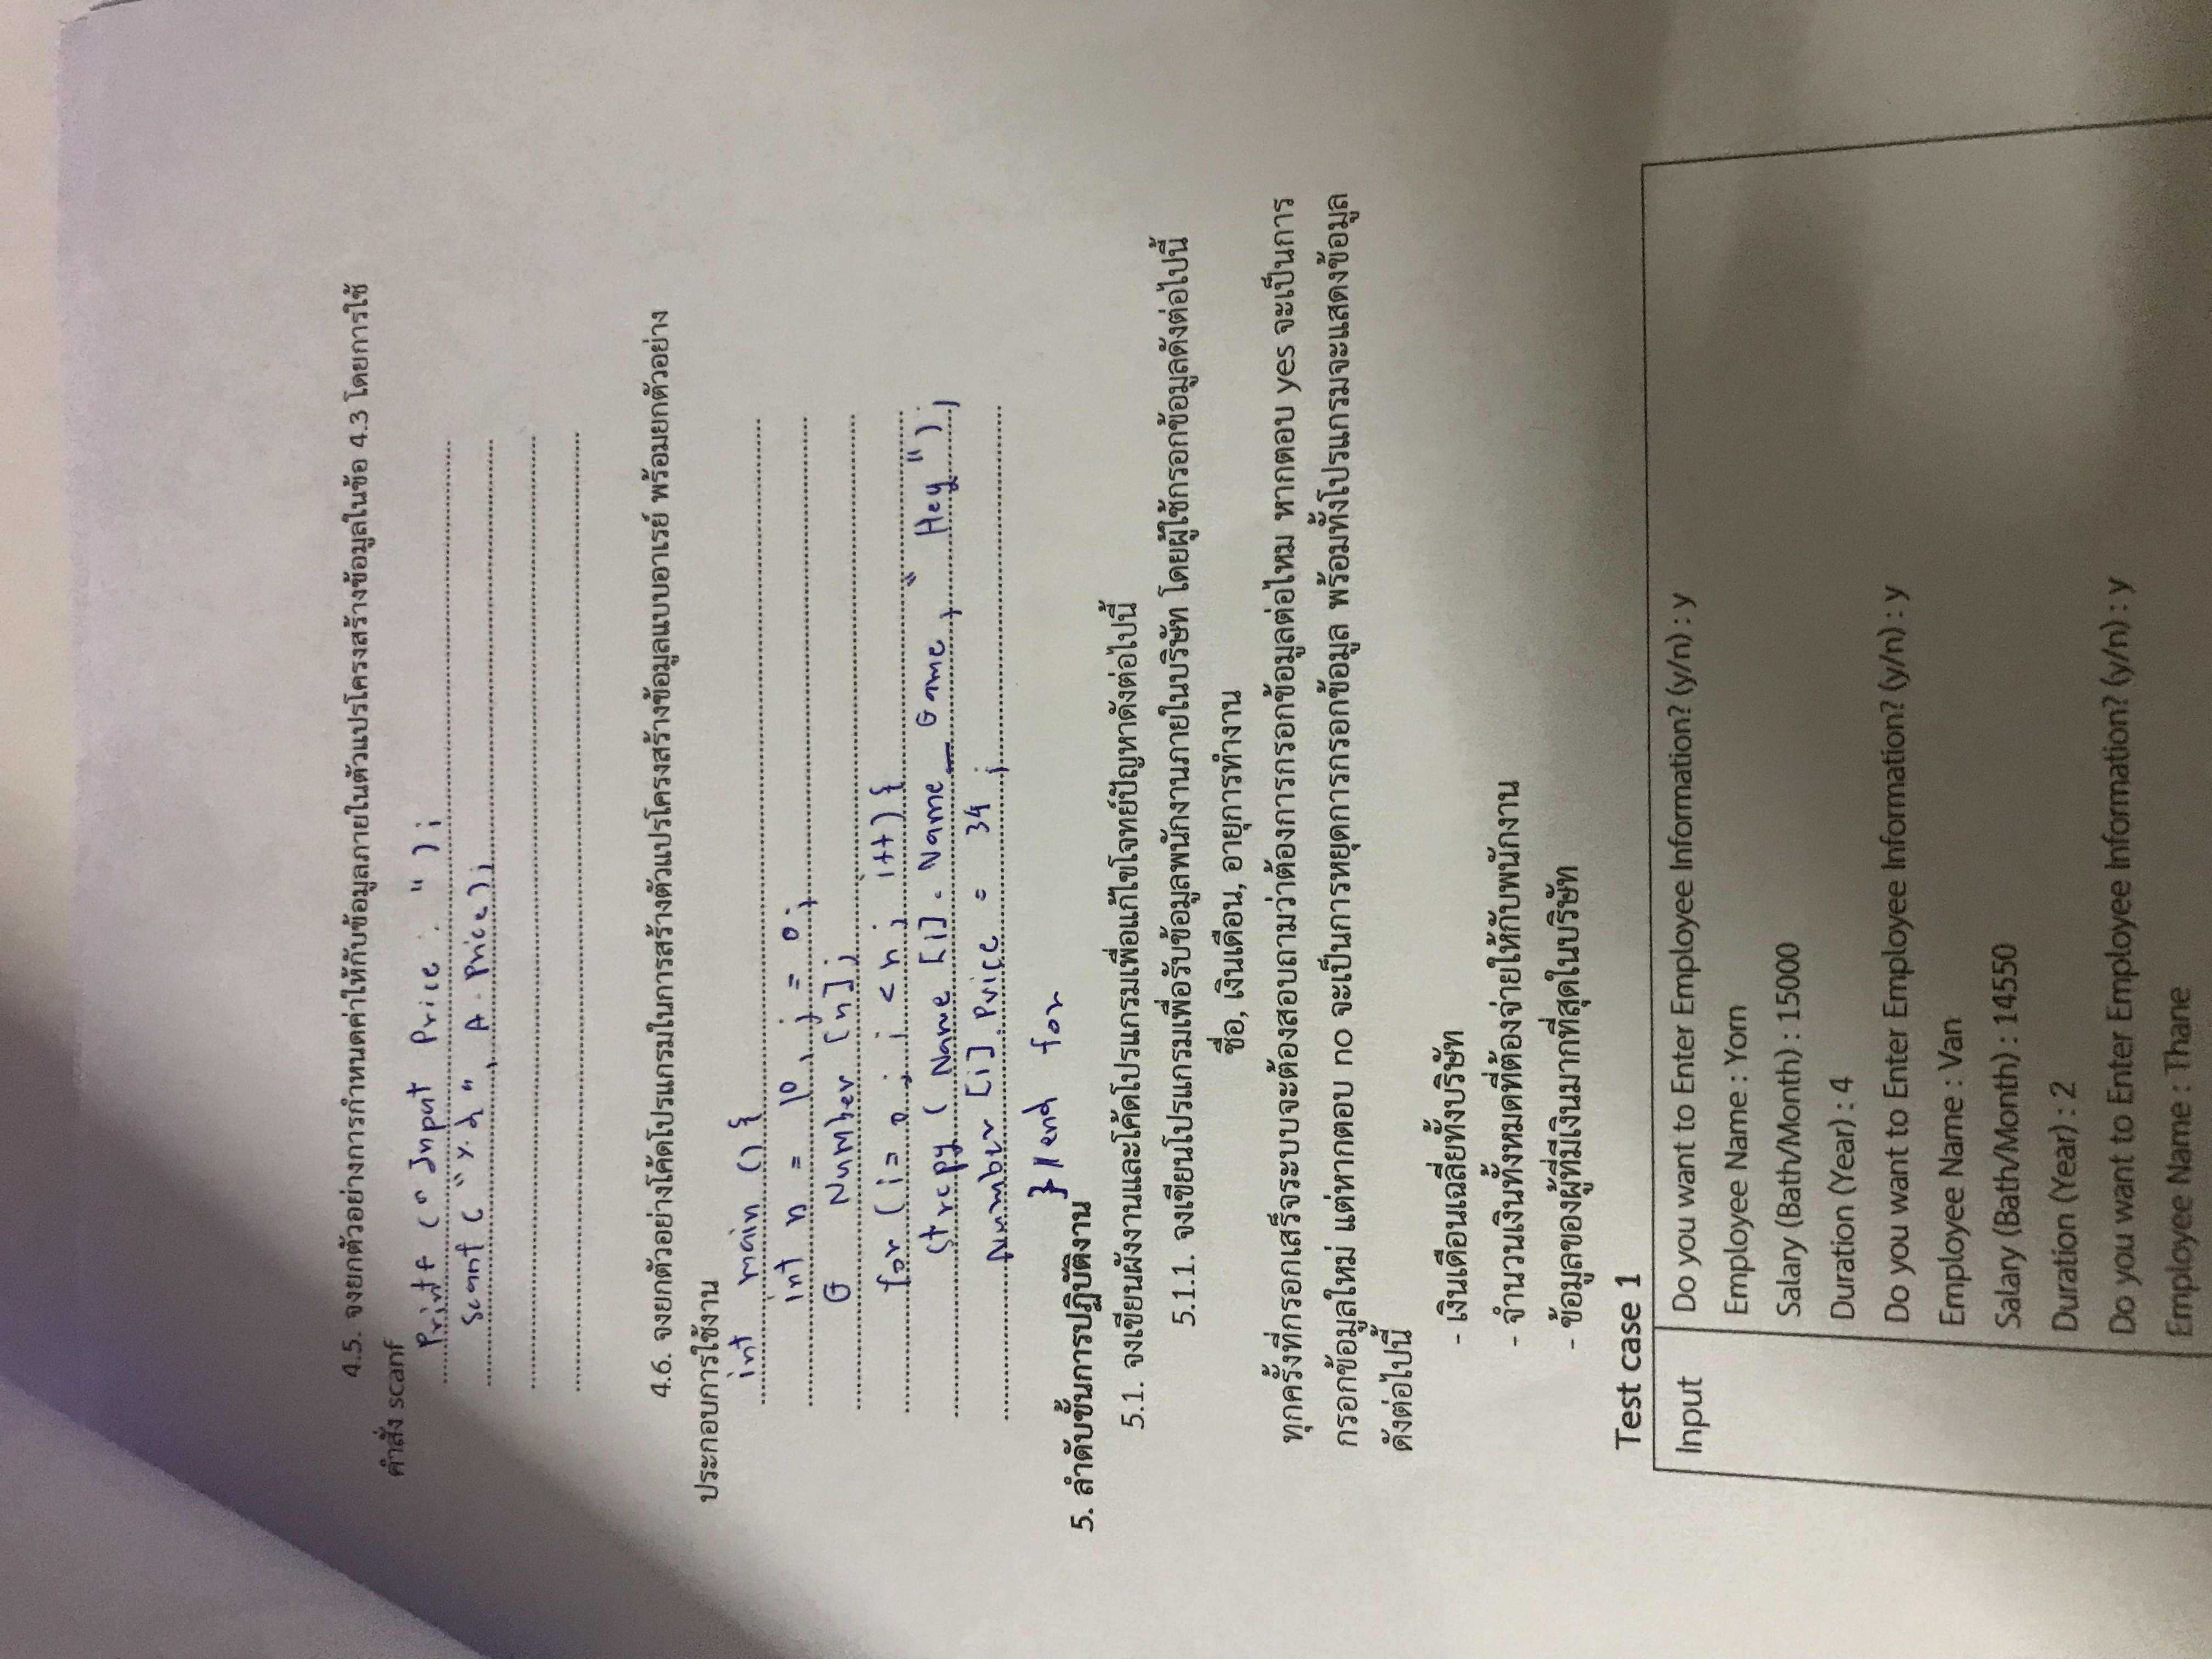 4.5. จงยกตัวอย่างการกำหนดค่าให้กับข้อมูลภายในตัวแปรโครงสร้างข้อมูลในข้อ 4.3 โดยการใช้
คำสั่ง scanf
Printf (" Input Price : " );
Scanf ( "%d", A.Price);
4.6. จงยกตัวอย่างโค้ดโปรแกรมในการสร้างตัวแปรโครงสร้างข้อมูลแบบอาเรย์ พร้อมยกตัวอย่าง
ประกอบการใช้งาน
int main () {
int n = 10, j = 0;
G Number [n];
for (i= 0; i < n; i++) {
strcpy ( Name [i]. Name_Game, " Hey " );
Number [i].Price = 34 ;
} // end for
5. ลำดับขั้นการปฏิบัติงาน
5.1. จงเขียนผังงานและโค้ดโปรแกรมเพื่อแก้ไขโจทย์ปัญหาดังต่อไปนี้
5.1.1. จงเขียนโปรแกรมเพื่อรับข้อมูลพนักงานภายในบริษัท โดยผู้ใช้กรอกข้อมูลดังต่อไปนี้
ชื่อ, เงินเดือน, อายุการทำงาน
ทุกครั้งที่กรอกเสร็จระบบจะต้องสอบถามว่าต้องการกรอกข้อมูลต่อไหม หากตอบ yes จะเป็นการ
กรอกข้อมูลใหม่ แต่หากตอบ no จะเป็นการหยุดการกรอกข้อมูล พร้อมทั้งโปรแกรมจะแสดงข้อมูล
ดังต่อไปนี้
- เงินเดือนเฉลี่ยทั้งบริษัท
- จำนวนเงินทั้งหมดที่ต้องจ่ายให้กับพนักงาน
- ข้อมูลของผู้ที่มีเงินมากที่สุดในบริษัท
Test case 1
Input Do you want to Enter Employee Information? (y/n) : y
Employee Name : Yorn
Salary (Bath/Month) : 15000
Duration (Year) : 4
Do you want to Enter Employee Information? (y/n) : y
Employee Name : Van
Salary (Bath/Month) : 14550
Duration (Year) : 2
Do you want to Enter Employee Information? (y/n) : y
Employee Name : Thane